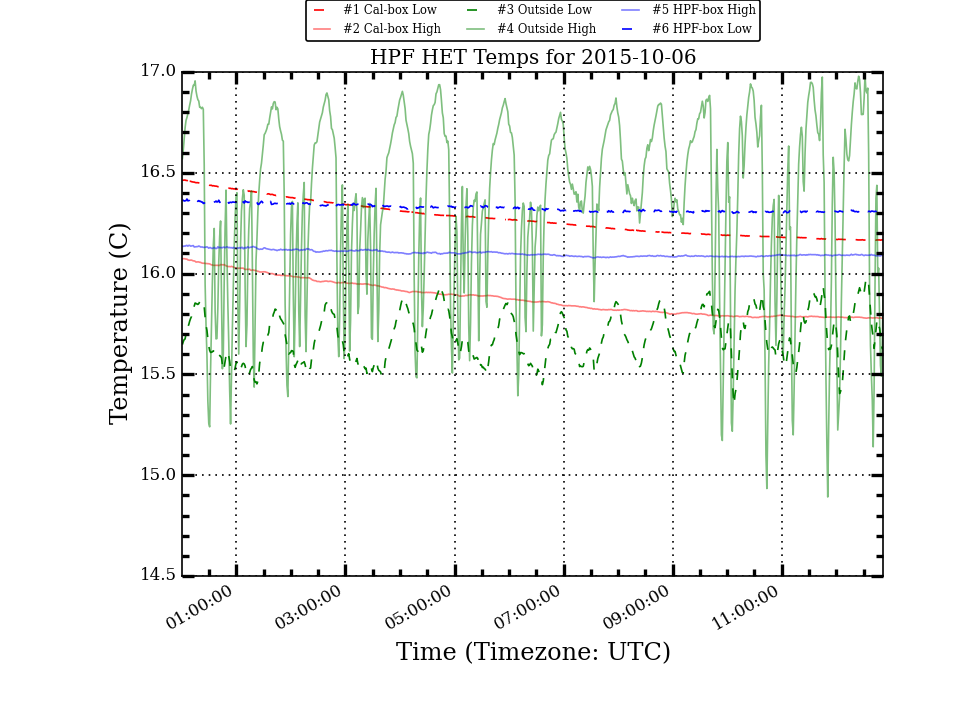 #1 Cal-box Low #3 Outside Low #5 HPF-box High
#2 Cal-box High #4 Outside High #6 HPF-box Low
HPF HET Temps for 2015-10-06
17.0
16.5
16.0
15.5
15.0
14.5
Temperature (C)
01:00:00 03:00:00 05:00:00 07:00:00 09:00:00 11:00:00
Time (Timezone: UTC)